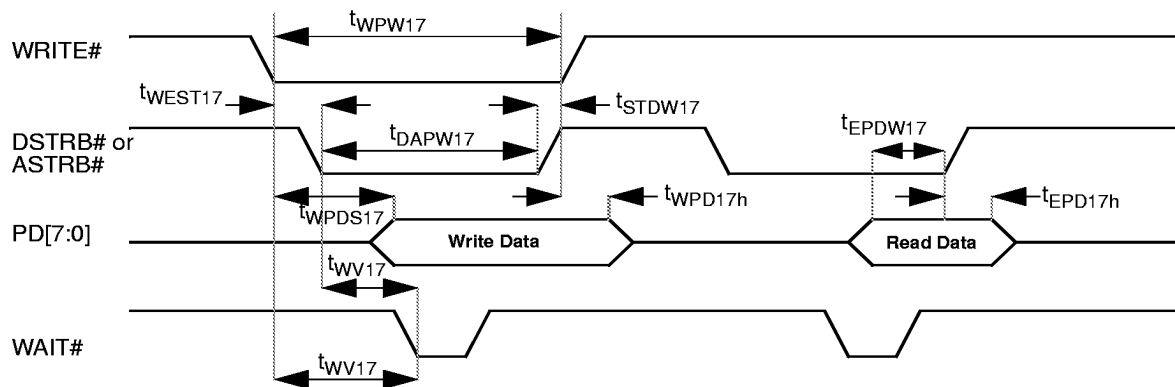 tWPW17
WRITE#
tWEST17
tSTDW17
DSTRB# or
ASTRB#
tDAPW17
tEPDW17
tWPDS17
tWPD17h
tEPD17h
PD[7:0]
Write Data
Read Data
tWV17
WAIT#
tWV17